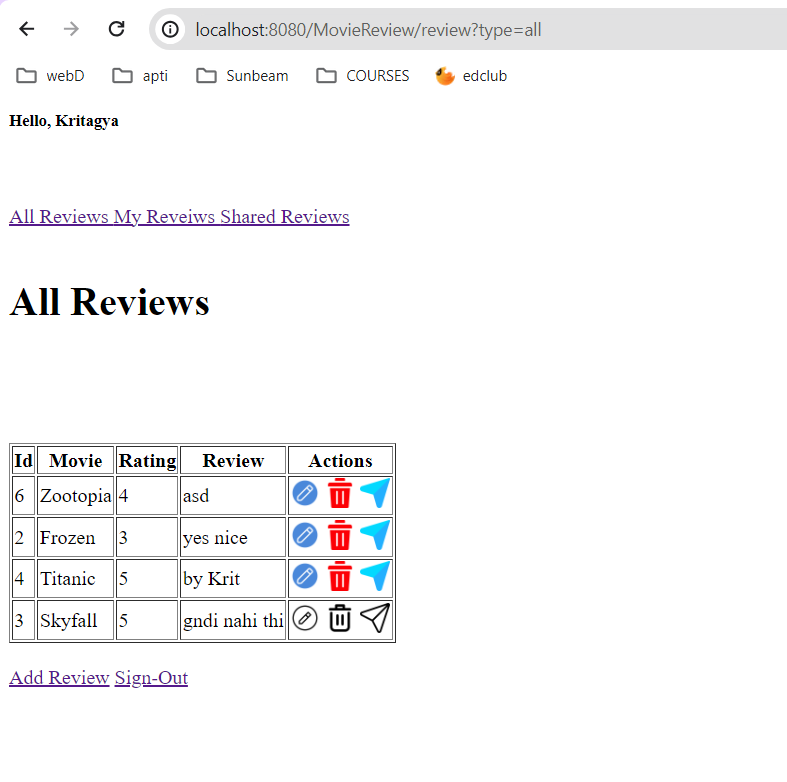 localhost:8080/MovieReview/review?type=all
webD apti Sunbeam COURSES edclub
Hello, Kritagya
All Reviews My Reveiws Shared Reviews
All Reviews
Id Movie Rating Review Actions
6 Zootopia 4 asd
2 Frozen 3 yes nice
4 Titanic 5 by Krit
3 Skyfall 5 gndi nahi thi
Add Review Sign-Out